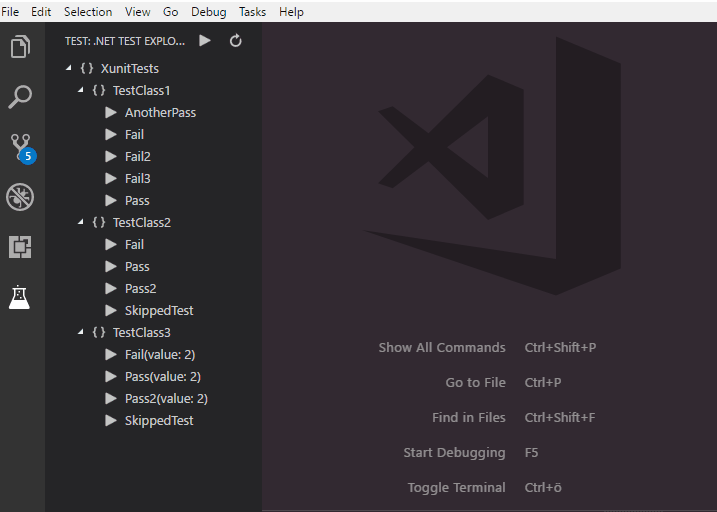 File Edit Selection View Go Debug Tasks Help
TEST: .NET TEST EXPLO...
{ } XunitTests
{ } TestClass1
AnotherPass
Fail
Fail2
Fail3
Pass
{ } TestClass2
Fail
Pass
Pass2
SkippedTest
{ } TestClass3
Fail(value: 2)
Pass(value: 2)
Pass2(value: 2)
SkippedTest
5
Show All Commands Ctrl+Shift+P
Go to File Ctrl+P
Find in Files Ctrl+Shift+F
Start Debugging F5
Toggle Terminal Ctrl+ö